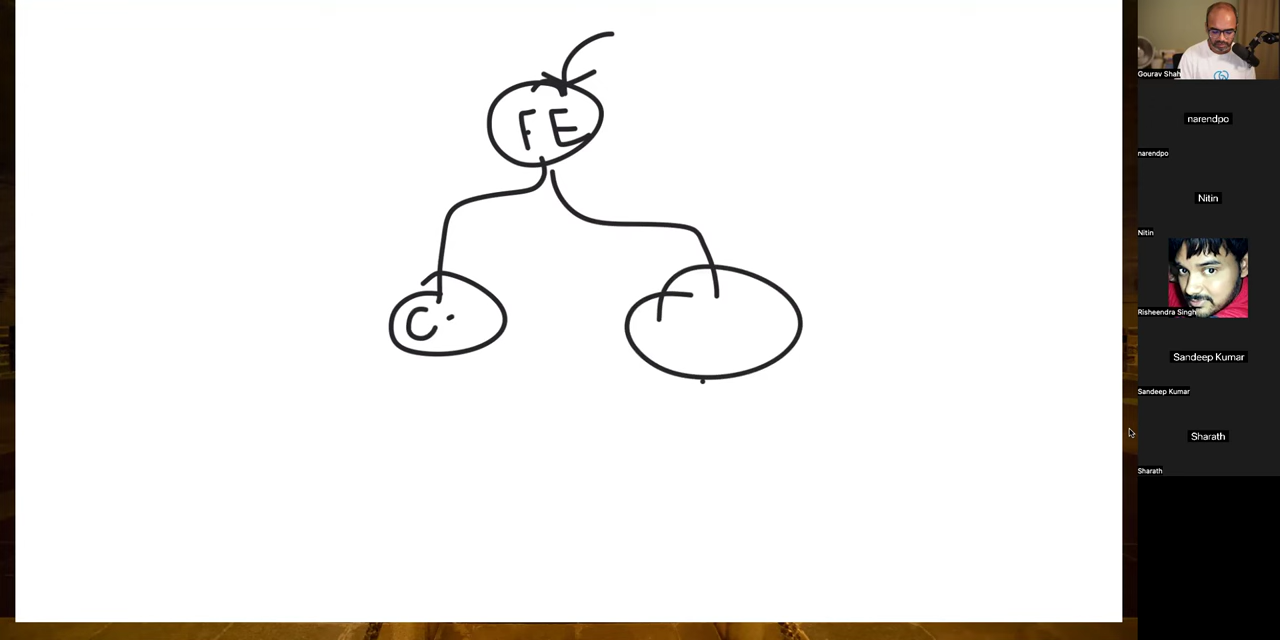 FE
C.
Gourav Shah
narendpo
narendpo
Nitin
Nitin
Risheendra Singh
Sandeep Kumar
Sandeep Kumar
Sharath
Sharath